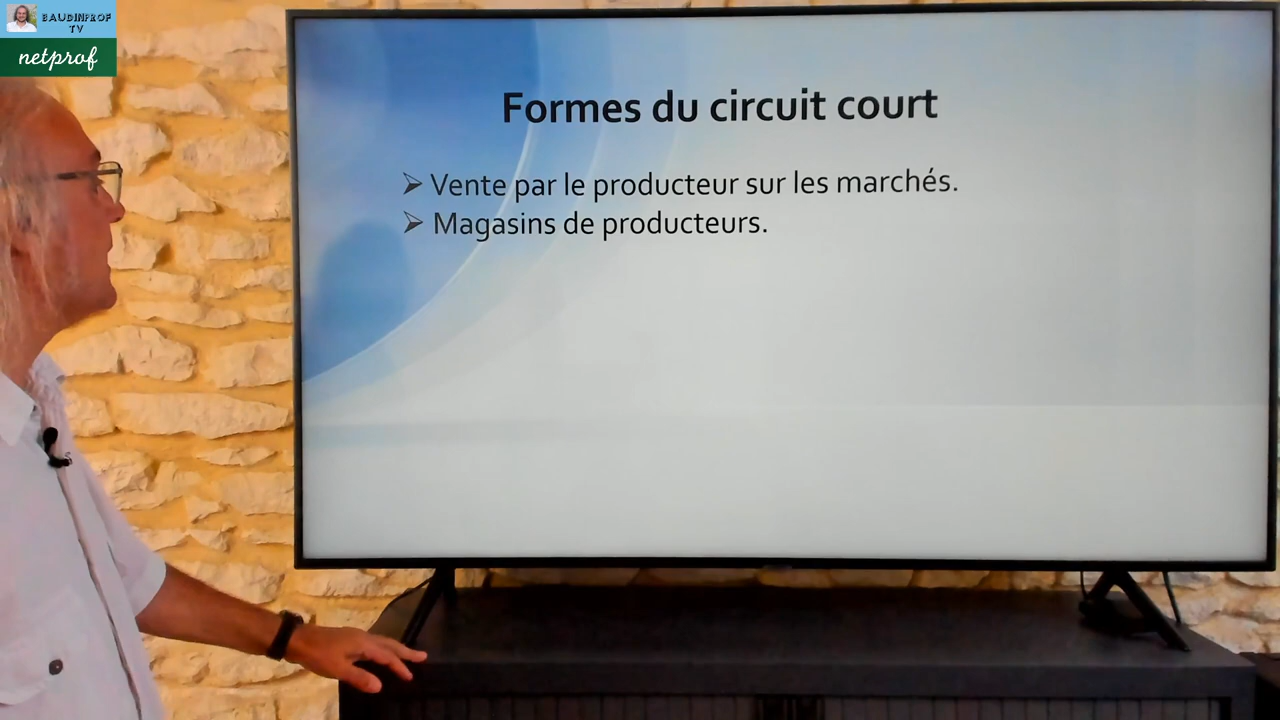 BAUDINPROF
TV
netprof
Formes du circuit court
➢ Vente par le producteur sur les marchés.
➢ Magasins de producteurs.